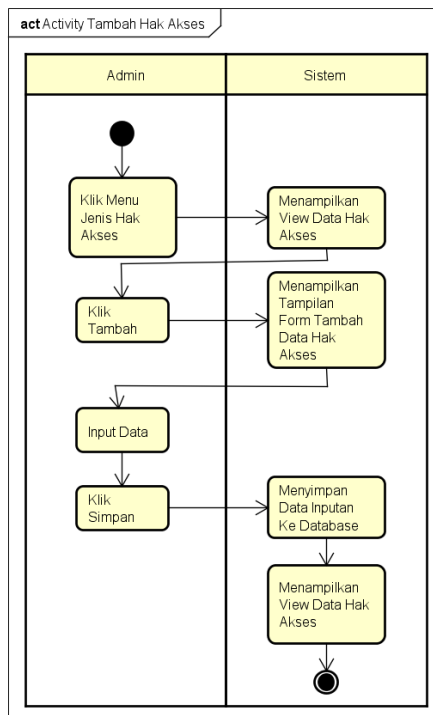 act Activity Tambah Hak Akses
Admin
Sistem
Klik Menu
Jenis Hak
Akses
Menampilkan
View Data Hak
Akses
Klik
Tambah
Menampilkan
Tampilan
Form Tambah
Data Hak
Akses
Input Data
Klik
Simpan
Menyimpan
Data Inputan
Ke Database
Menampilkan
View Data Hak
Akses